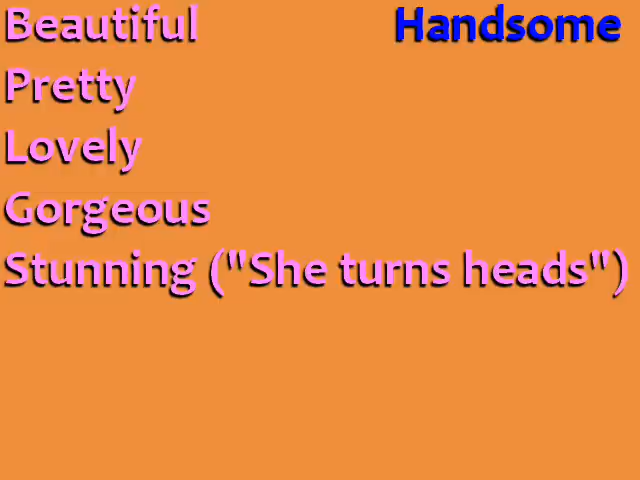 Beautiful Handsome
Pretty
Lovely
Gorgeous
Stunning ("She turns heads")